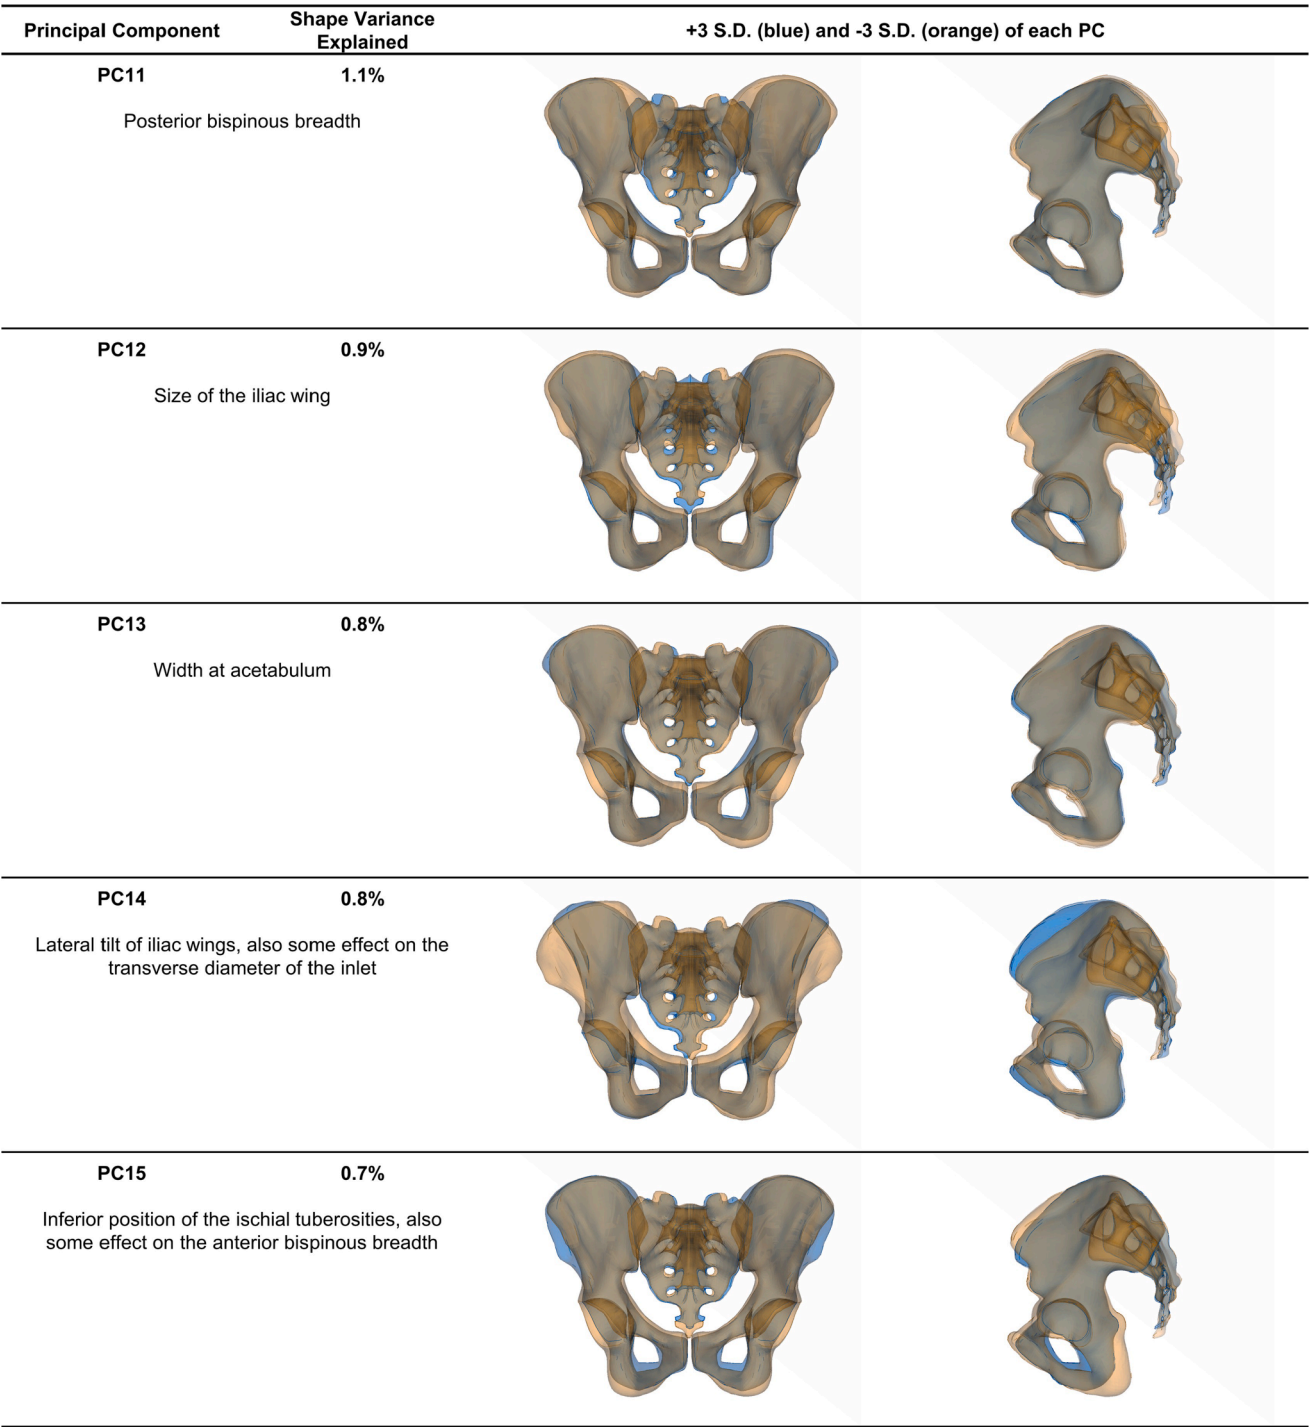 Principal Component
Shape Variance
Explained
+3 S.D. (blue) and -3 S.D. (orange) of each PC
PC11
1.1%
Posterior bispinous breadth
PC12
0.9%
Size of the iliac wing
PC13
0.8%
Width at acetabulum
PC14
0.8%
Lateral tilt of iliac wings, also some effect on the
transverse diameter of the inlet
PC15
0.7%
Inferior position of the ischial tuberosities, also
some effect on the anterior bispinous breadth